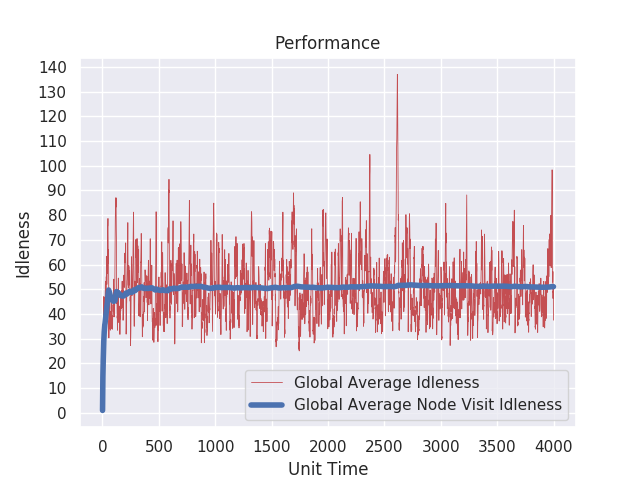 Performance
140
130
120
110
100
90
80
70
60
50
40
30
20
10
0
Idleness
Global Average Idleness
Global Average Node Visit Idleness
0 500 1000 1500 2000 2500 3000 3500 4000
Unit Time